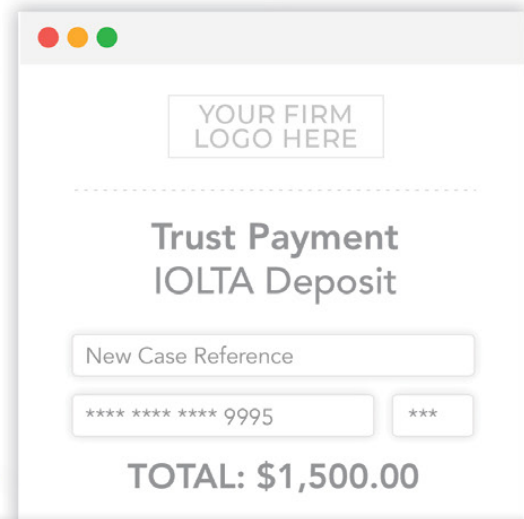 YOUR FIRM
LOGO HERE
Trust Payment
IOLTA Deposit
New Case Reference
**** **** **** 9995 ***
TOTAL: $1,500.00